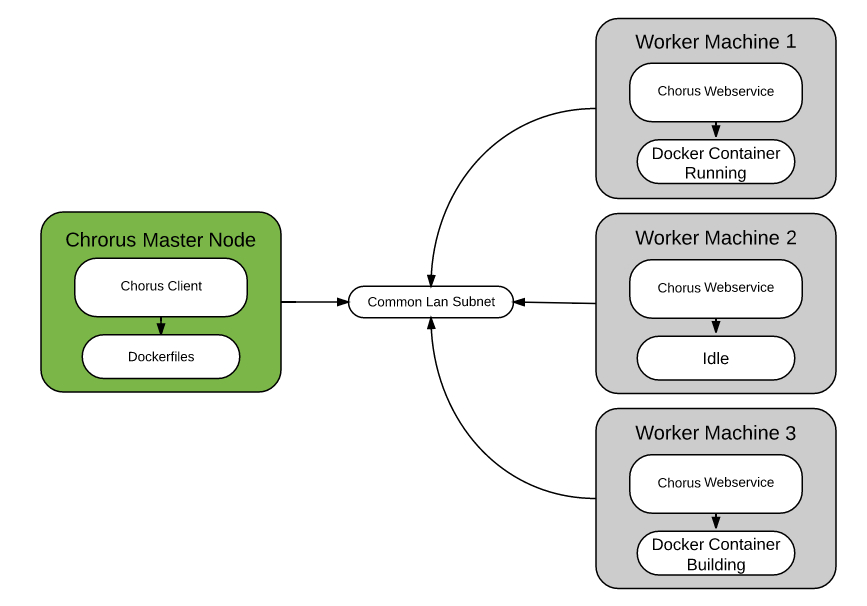 Chrorus Master Node
Chorus Client
Dockerfiles
Common Lan Subnet
Worker Machine 1
Chorus Webservice
Docker Container
Running
Worker Machine 2
Chorus Webservice
Idle
Worker Machine 3
Chorus Webservice
Docker Container
Building